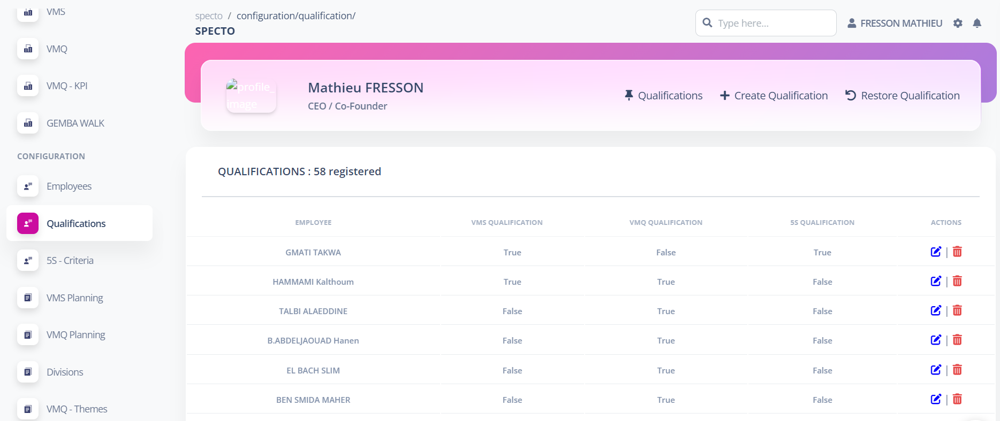 VMS
VMQ
VMQ - KPI
GEMBA WALK
CONFIGURATION
Employees
Qualifications
5S - Criteria
VMS Planning
VMQ Planning
Divisions
VMQ - Themes
specto / configuration/qualification/
SPECTO
Type here...
FRESSON MATHIEU
profile_
image
Mathieu FRESSON
CEO / Co-Founder
Qualifications
Create Qualification
Restore Qualification
QUALIFICATIONS : 58 registered
EMPLOYEE VMS QUALIFICATION VMQ QUALIFICATION 5S QUALIFICATION ACTIONS
GMATI TAKWA True False True |
HAMMAMI Kalthoum True True False |
TALBI ALAEDDINE False True False |
B.ABDELJAOUAD Hanen False True False |
EL BACH SLIM False True False |
BEN SMIDA MAHER False True False |